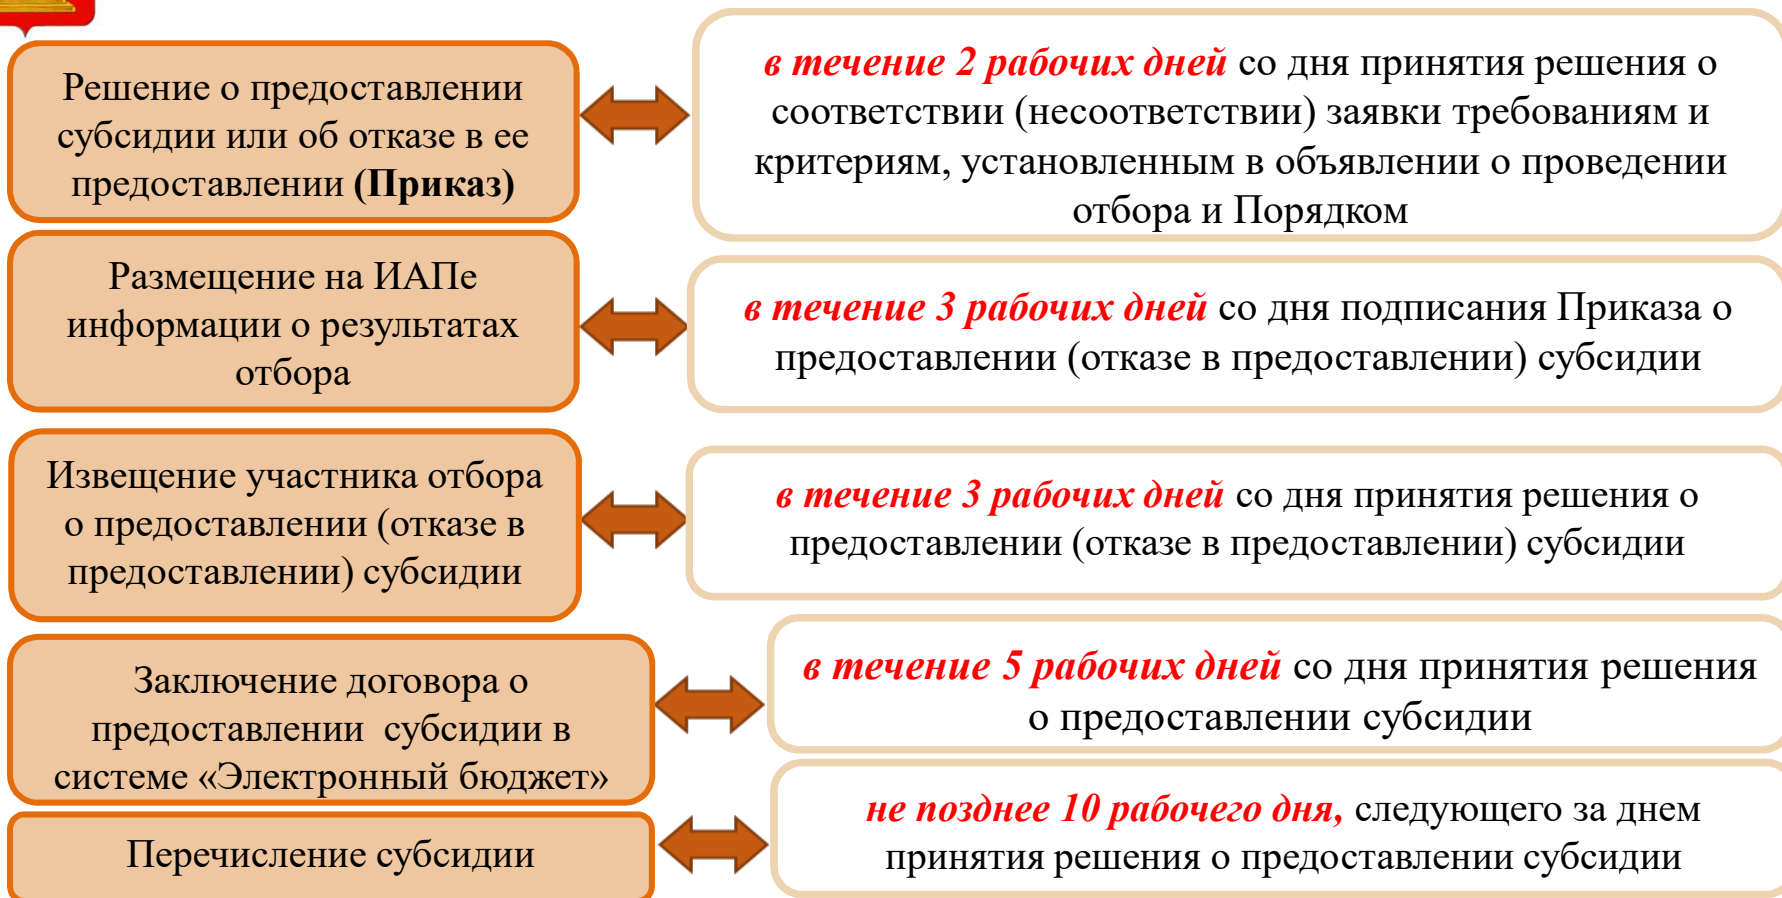 Решение о предоставлении
субсидии или об отказе в ее
предоставлении (Приказ)
в течение 2 рабочих дней со дня принятия решения о
соответствии (несоответствии) заявки требованиям и
критериям, установленным в объявлении о проведении
отбора и Порядком
Размещение на ИАПе
информации о результатах
отбора
в течение 3 рабочих дней со дня подписания Приказа о
предоставлении (отказе в предоставлении) субсидии
Извещение участника отбора
о предоставлении (отказе в
предоставлении) субсидии
в течение 3 рабочих дней со дня принятия решения о
предоставлении (отказе в предоставлении) субсидии
Заключение договора о
предоставлении субсидии в
системе «Электронный бюджет»
в течение 5 рабочих дней со дня принятия решения
о предоставлении субсидии
Перечисление субсидии
не позднее 10 рабочего дня, следующего за днем
принятия решения о предоставлении субсидии